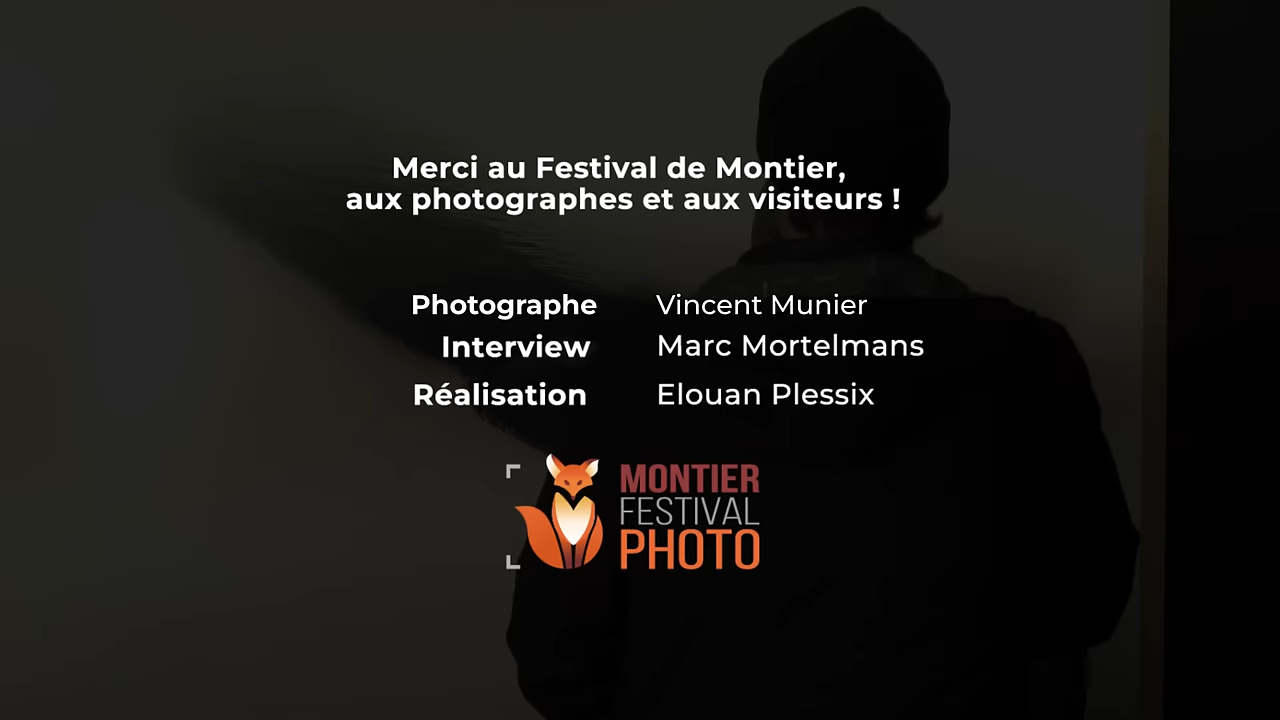 Merci au Festival de Montier,
aux photographes et aux visiteurs !
Photographe Vincent Munier
Interview Marc Mortelmans
Réalisation Elouan Plessix
MONTIER
FESTIVAL
PHOTO